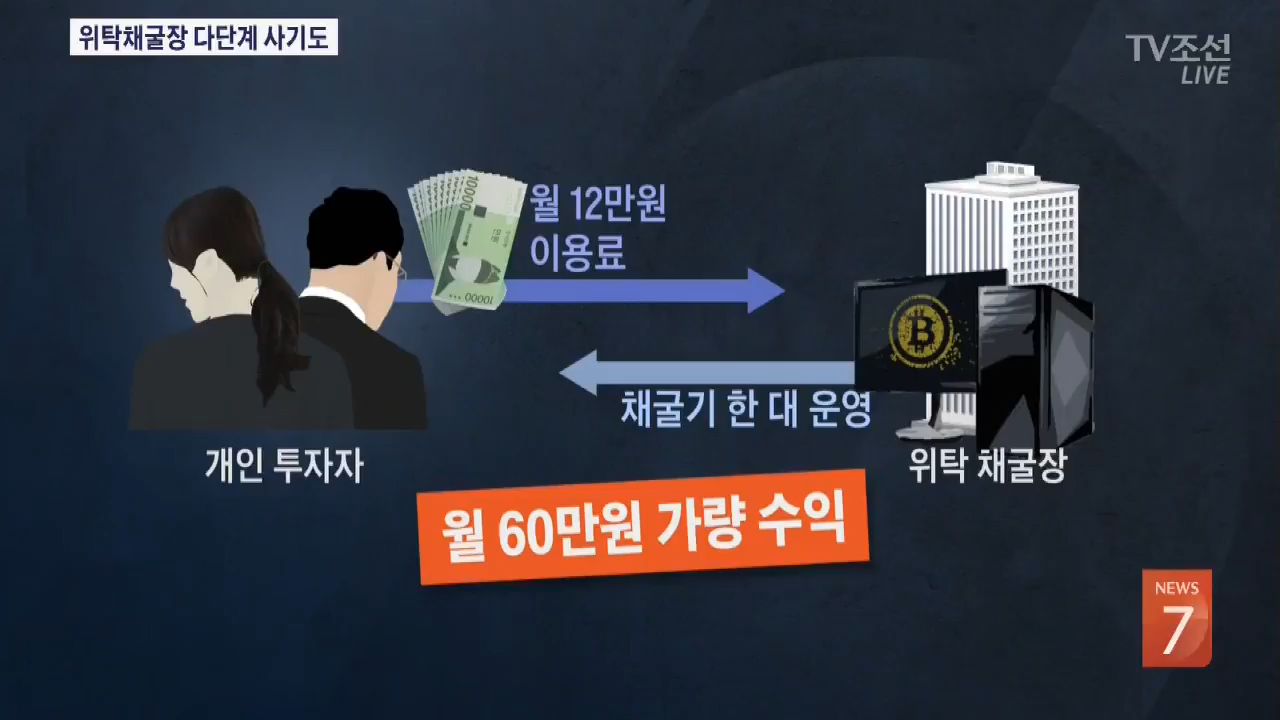 위탁채굴장 다단계 사기도
TV조선
LIVE
10000
월 12만원
이용료
10000
채굴기 한 대 운영
개인 투자자
위탁 채굴장
월 60만원 가량 수익
NEWS
7